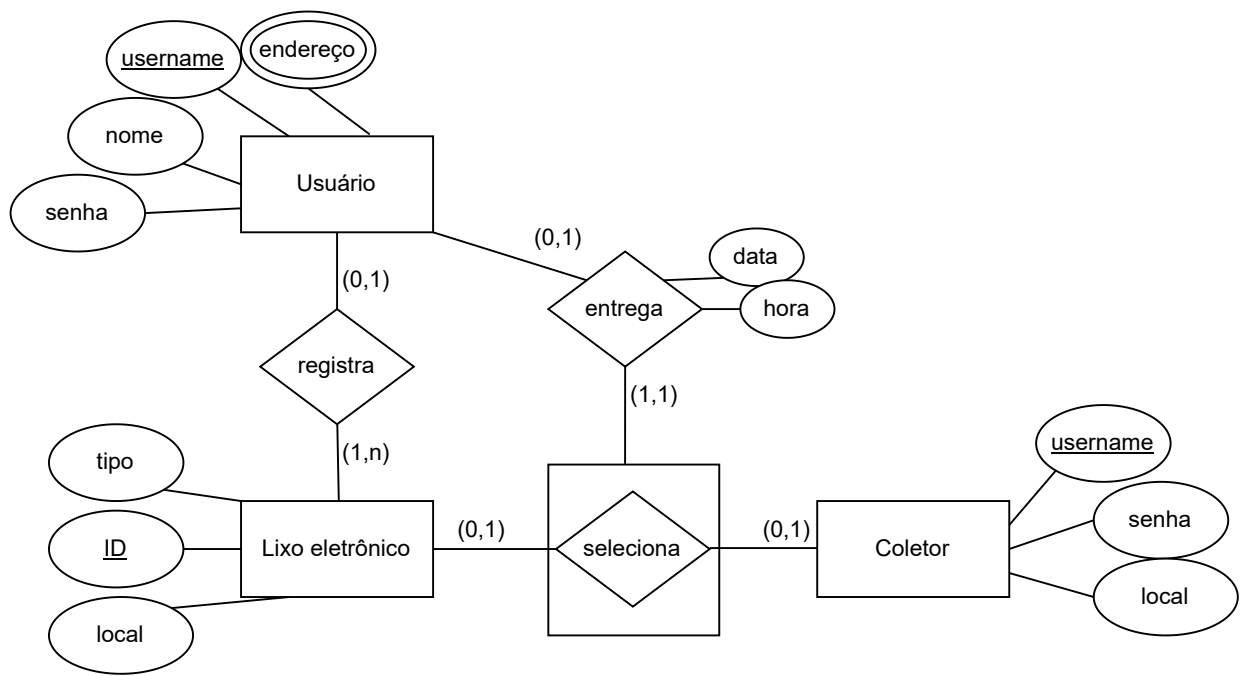 endereço
username
nome
Usuário
senha
(0,1)
data
(0,1)
entrega
hora
registra
(1,1)
username
(1,n)
tipo
senha
(0,1)
(0,1)
ID
Lixo eletrônico
seleciona
Coletor
local
local